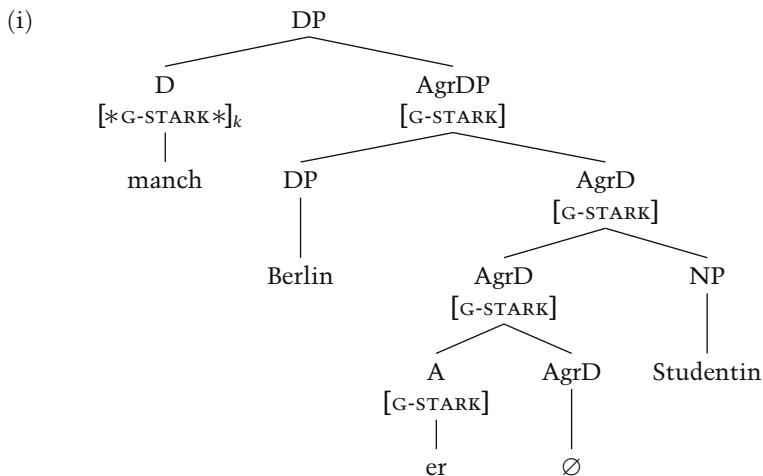 (i) DP
D AgrDP
[∗G-STARK∗]k [G-STARK]
manch DP AgrD
[G-STARK]
Berlin AgrD NP
[G-STARK]
A AgrD Studentin
[G-STARK]
er ∅